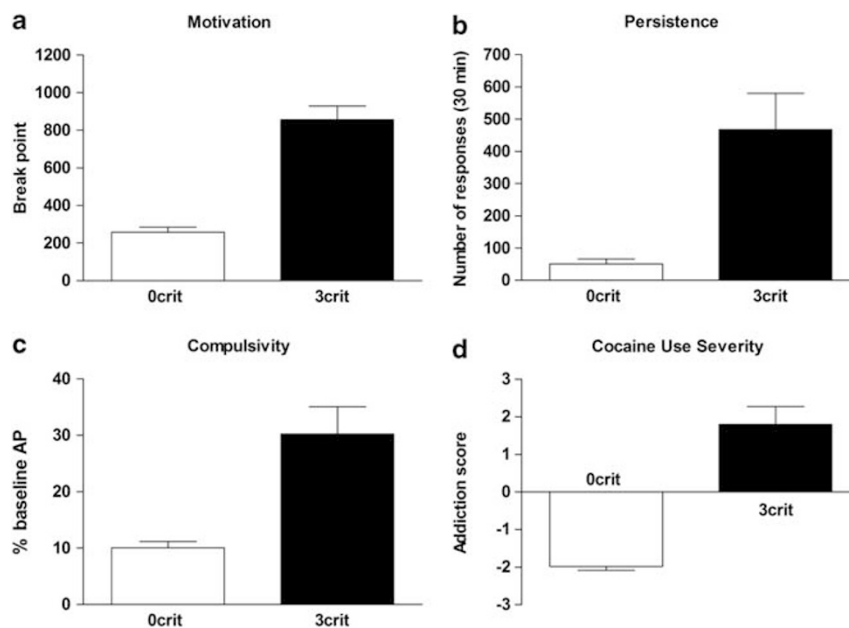 a
Motivation
1200
1000
800
600
400
200
0
Break point
0crit
3crit
b
Persistence
700
600
500
400
300
200
100
0
Number of responses (30 min)
0crit
3crit
c
Compulsivity
40
30
20
10
0
% baseline AP
0crit
3crit
d
Cocaine Use Severity
3
2
1
0
-1
-2
-3
Addiction score
0crit
3crit